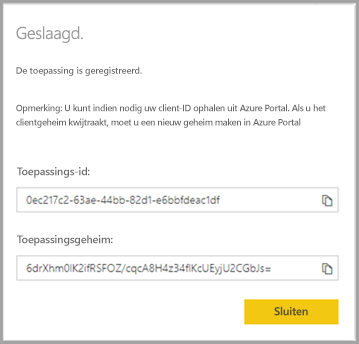 Geslaagd.
De toepassing is geregistreerd.
Opmerking: U kunt indien nodig uw client-ID ophalen uit Azure Portal. Als u het
clientgeheim kwijtraakt, moet u een nieuw geheim maken in Azure Portal
Toepassings-id:
0ec217c2-63ae-44bb-82d1-e6bbfdeac1df
Toepassingsgeheim:
6drXhm0lK2ifRSFOZ/cqcA8H4z34flKcUEyjU2CGbJs=
Sluiten